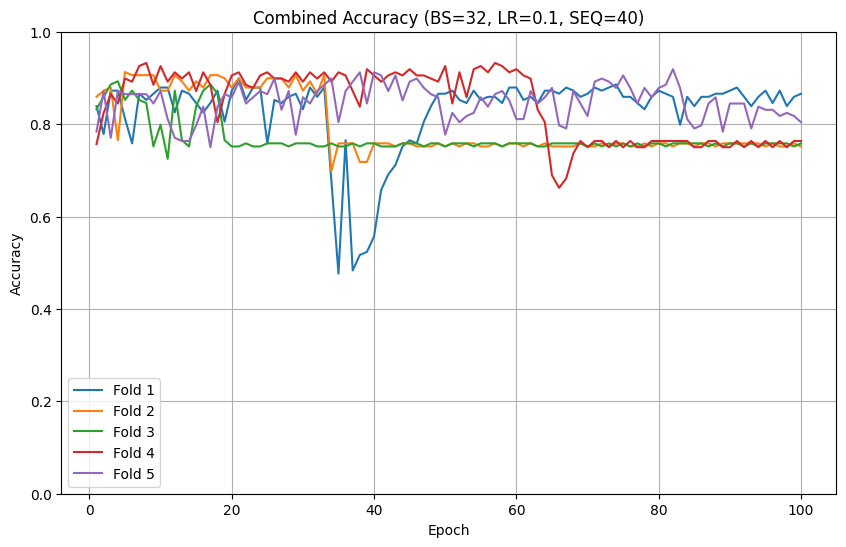 Combined Accuracy (BS=32, LR=0.1, SEQ=40)
1.0
0.8
0.6
0.4
0.2
0.0
Accuracy
Fold 1
Fold 2
Fold 3
Fold 4
Fold 5
0 20 40 60 80 100
Epoch